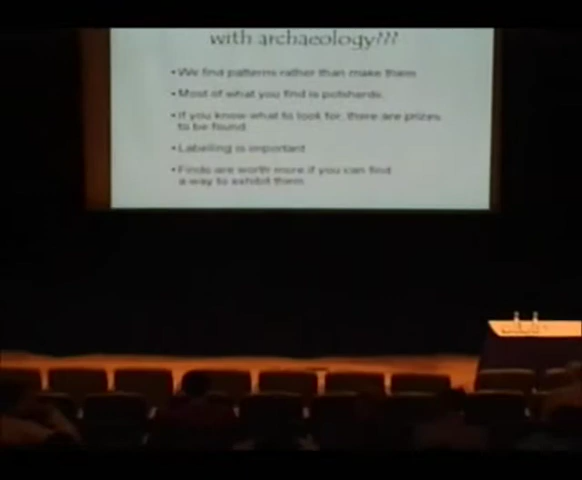 with archaeology???
• We find patterns rather than make them
• Most of what you find is potsherds.
• If you know what to look for, there are prizes
to be found
• Labelling is important
• Finds are worth more if you can find
a way to exhibit them